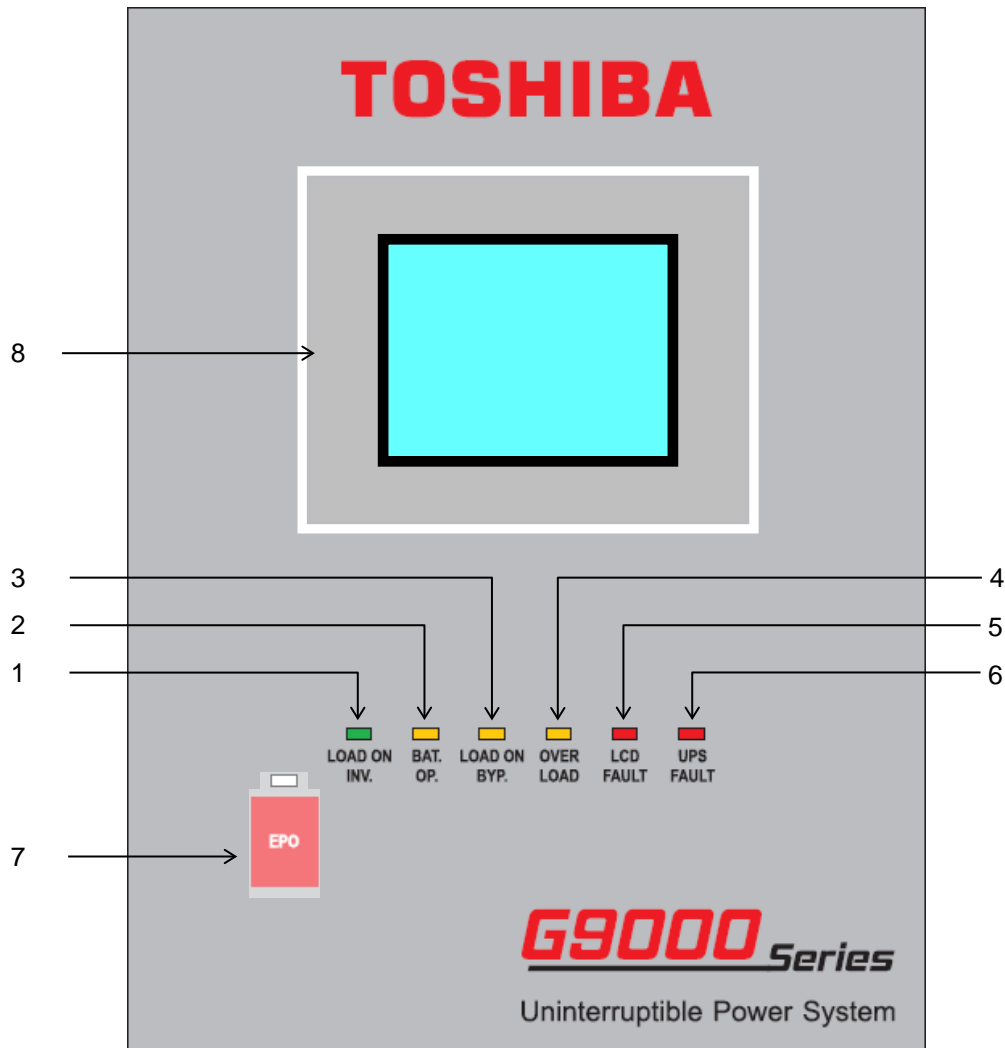 TOSHIBA
8
3
4
2
5
1
6
LOAD ON
INV.
BAT.
OP.
LOAD ON
BYP.
OVER
LOAD
LCD
FAULT
UPS
FAULT
EPO
7
G9000 Series
Uninterruptible Power System